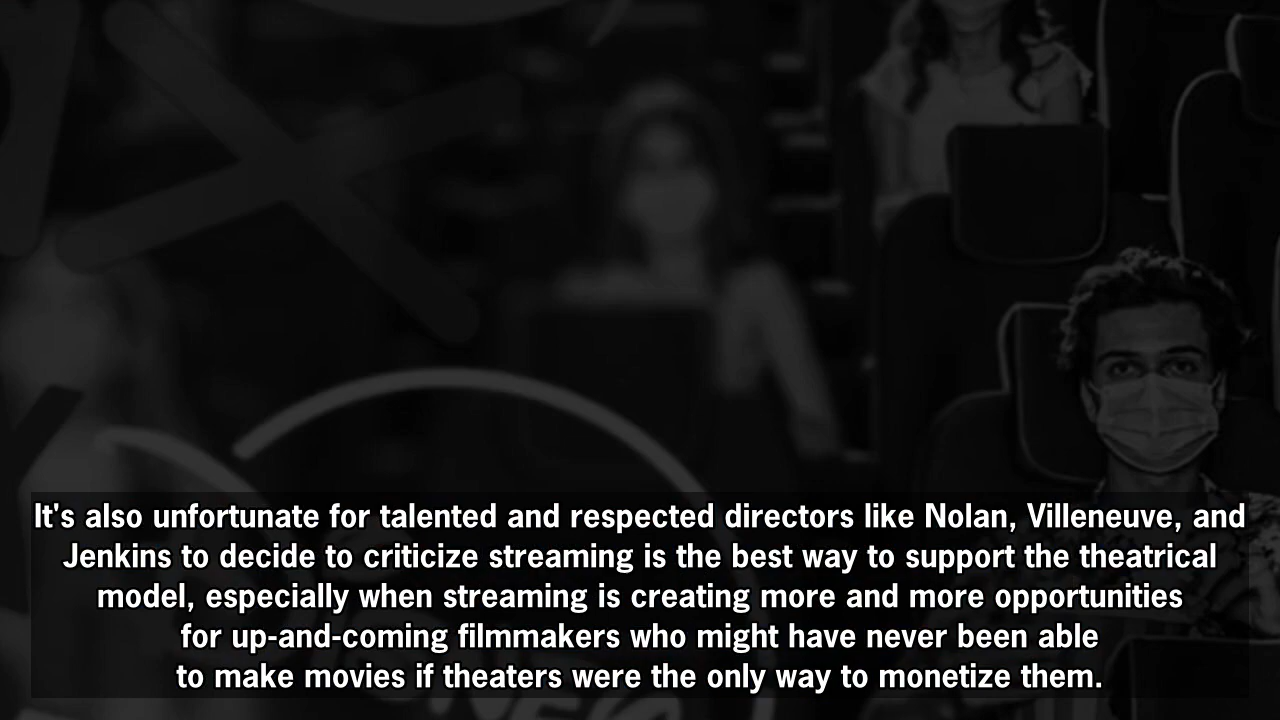 It's also unfortunate for talented and respected directors like Nolan, Villeneuve, and
Jenkins to decide to criticize streaming is the best way to support the theatrical
model, especially when streaming is creating more and more opportunities
for up-and-coming filmmakers who might have never been able
to make movies if theaters were the only way to monetize them.